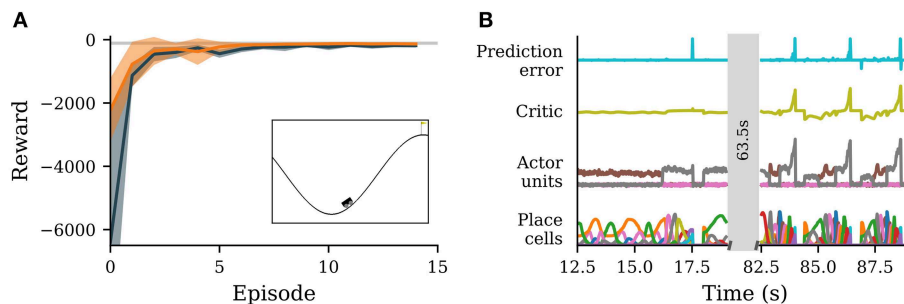 A
Reward
0
−2000
−4000
−6000
0
5
10
15
Episode
B
Prediction
error
Critic
Actor
units
Place
cells
63.5s
12.5
15.0
17.5
82.5
85.0
87.5
Time (s)